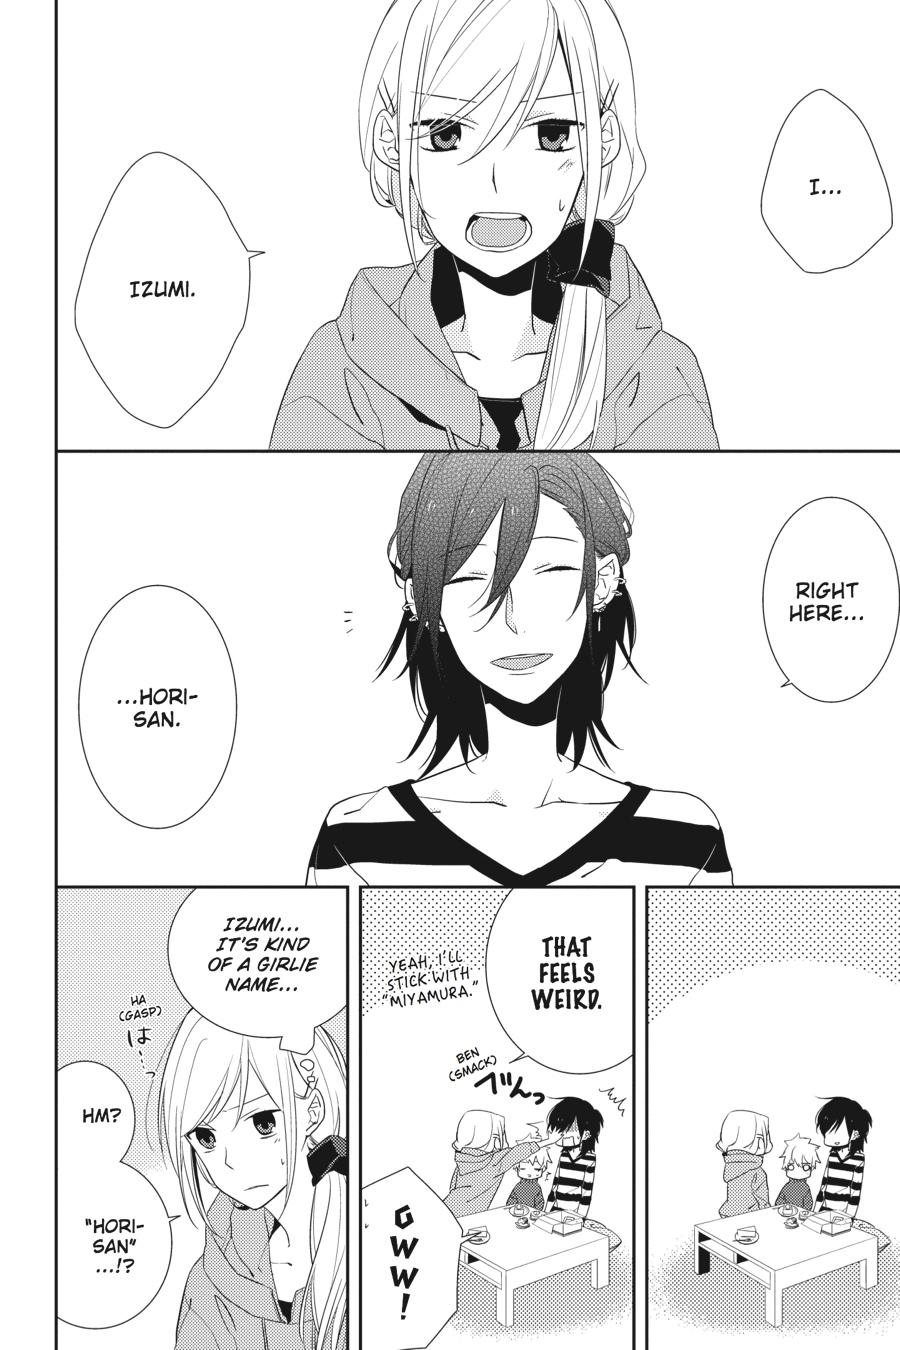 I...
IZUMI.
RIGHT
HERE...
...HORI-
SAN.
THAT
FEELS
WEIRD.
YEAH, I'LL
STICK WITH
"MIYAMURA."
BEN
(SMACK)
べんっ
GWW!
IZUMI...
IT'S KIND
OF A GIRLIE
NAME...
HA
(GASP)
は…っ
HM?
"HORI-
SAN"
...!?